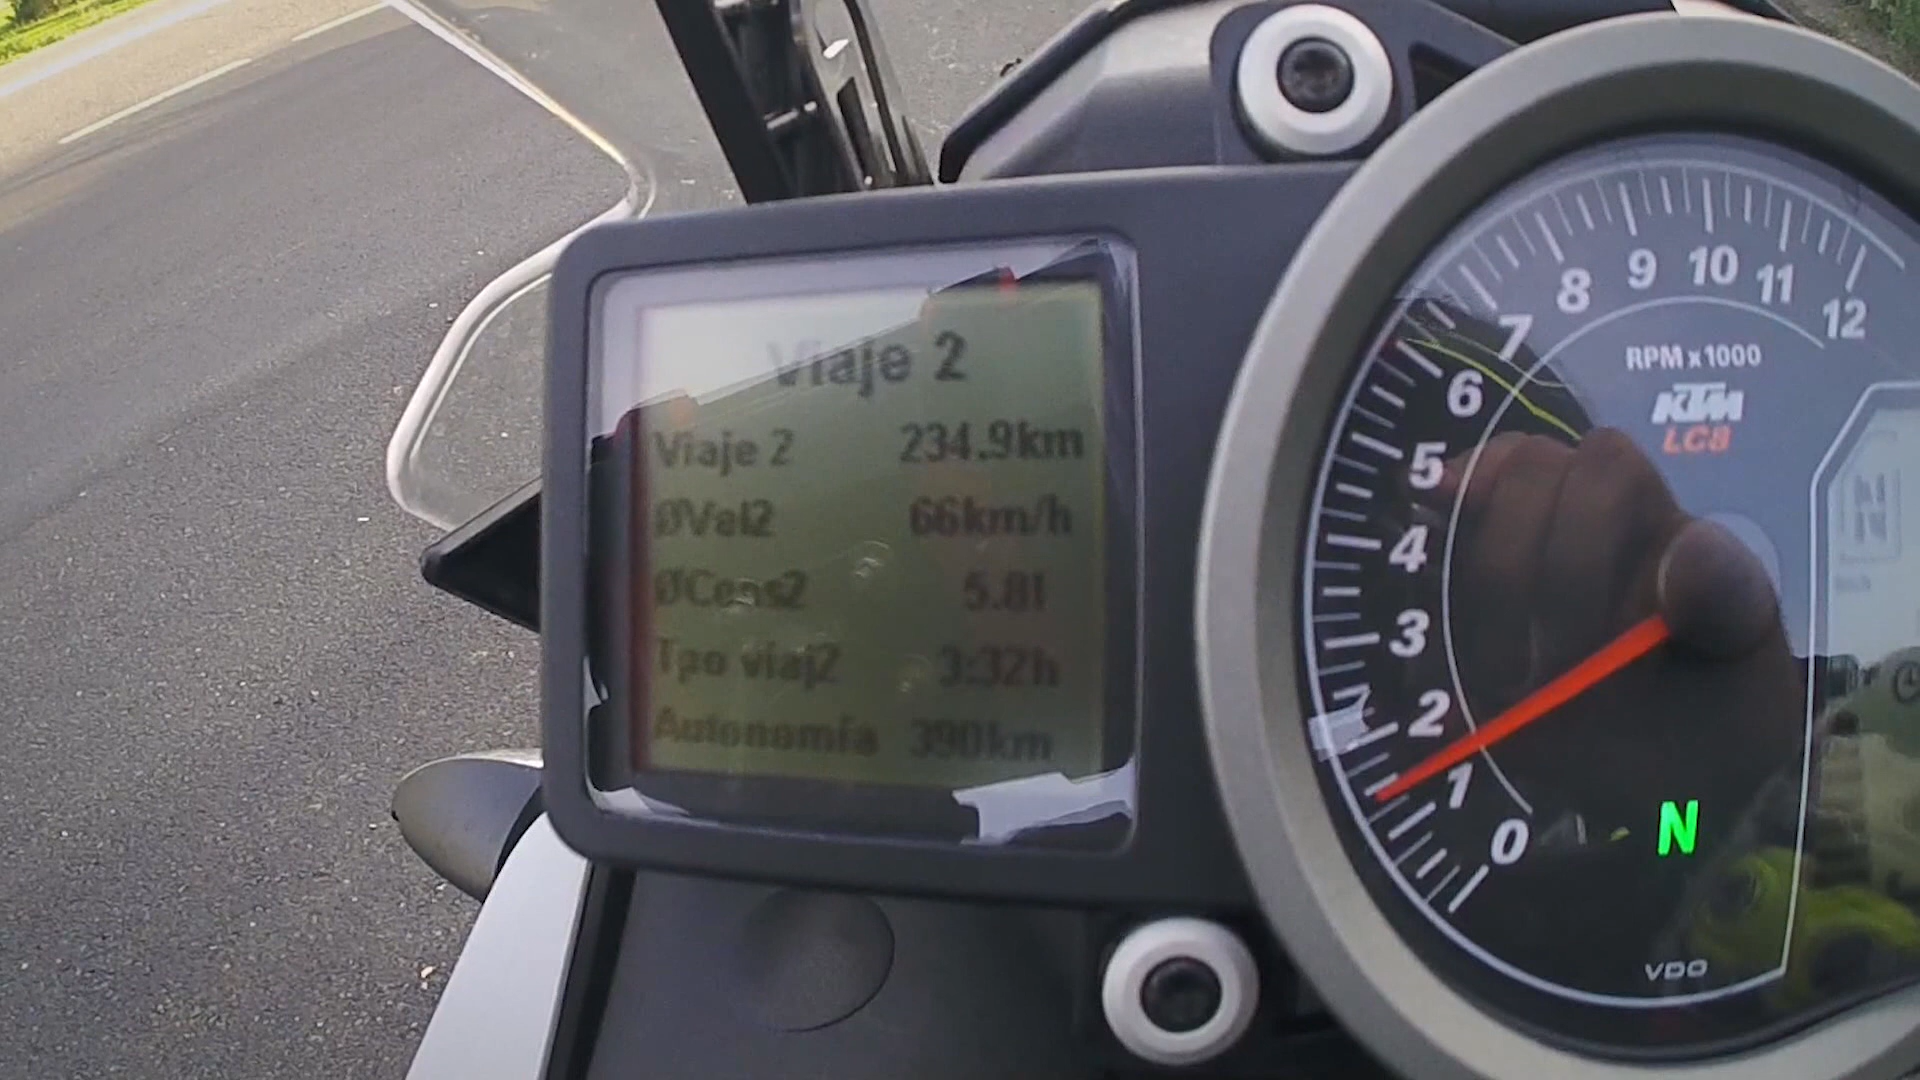 Viaje 2
Viaje 2 234.9km
ØVel2 66km/h
ØCons2 5.8l
Tpo viaj2 3:32h
Autonomía 390km
0
1
2
3
4
5
6
7
8
9
10
11
12
RPM x 1000
KTM
LC8
N
VDO